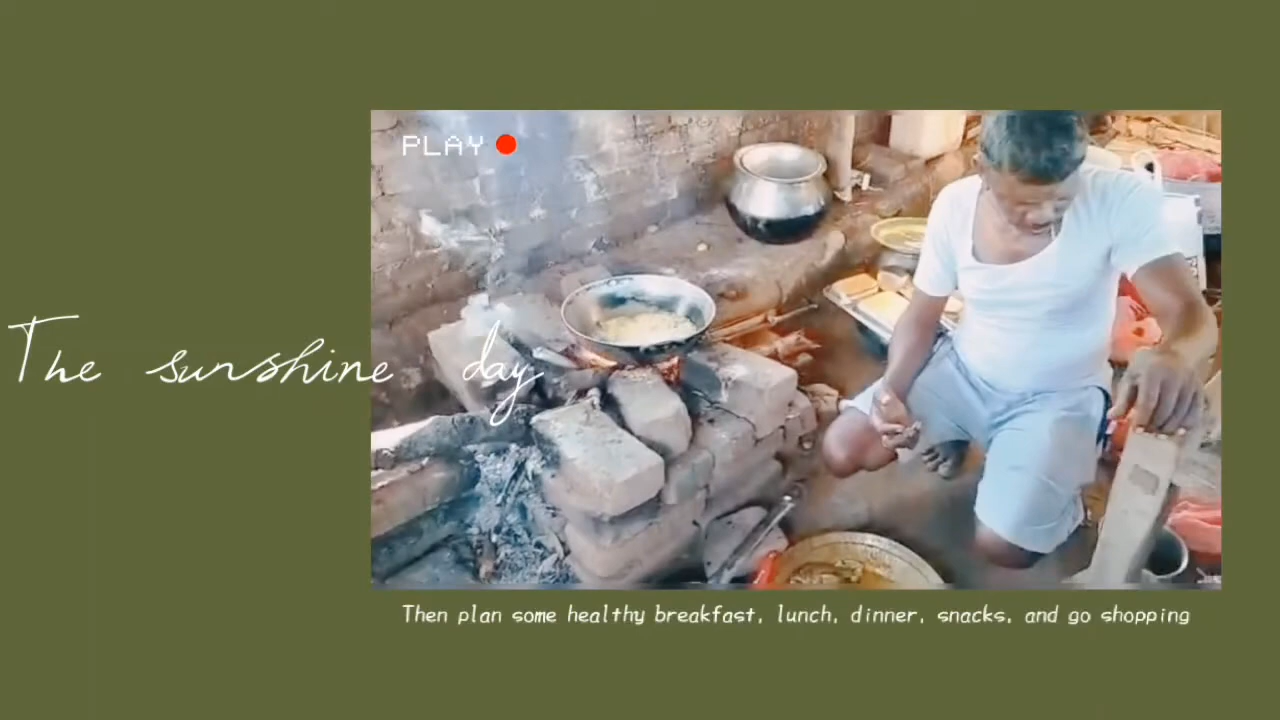 PLAY
The sunshine day
Then plan some healthy breakfast, lunch, dinner, snacks, and go shopping